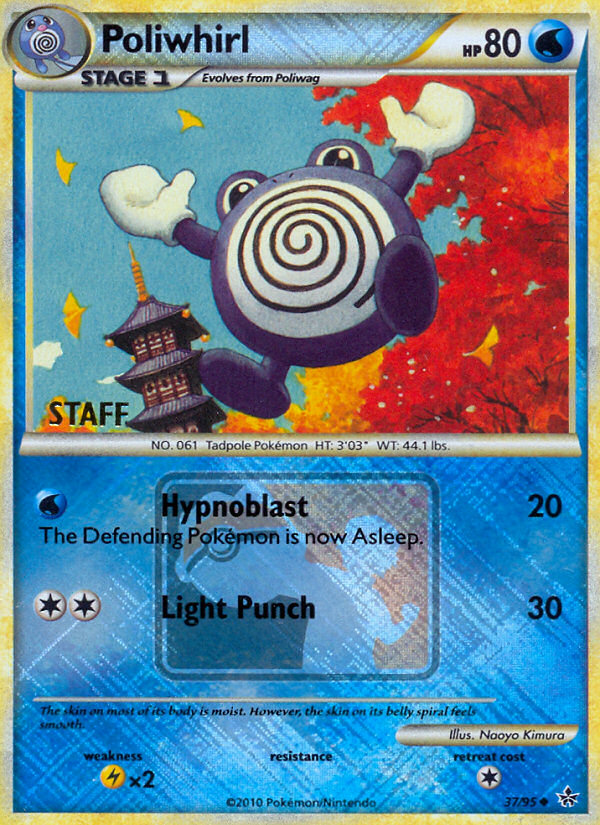 Poliwhirl
HP 80
STAGE 1
Evolves from Poliwag
STAFF
NO. 061 Tadpole Pokémon HT: 3'03" WT: 44.1 lbs.
Hypnoblast 20
The Defending Pokémon is now Asleep.
Light Punch 30
The skin on most of its body is moist. However, the skin on its belly spiral feels
smooth.
Illus. Naoyo Kimura
weakness resistance retreat cost
×2
©2010 Pokémon/Nintendo 37/95